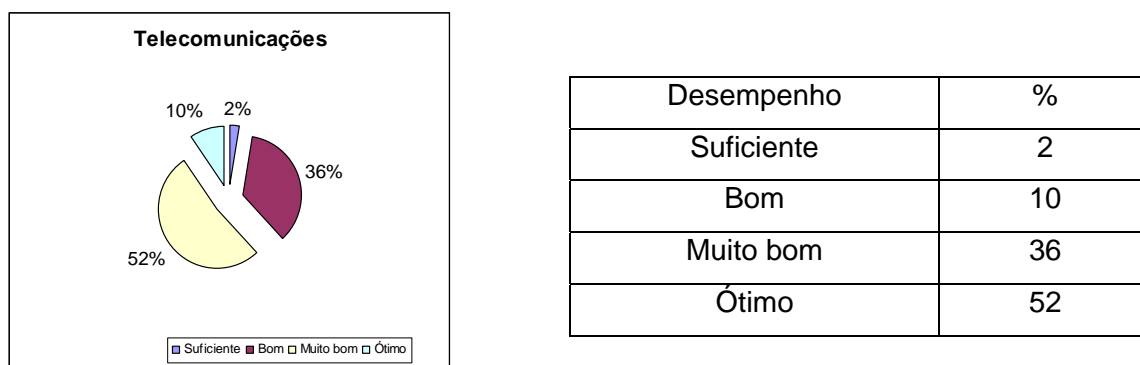 Telecomunicações
10% 2%
36%
52%
Suficiente Bom Muito bom Ótimo
Desempenho %
Suficiente 2
Bom 10
Muito bom 36
Ótimo 52